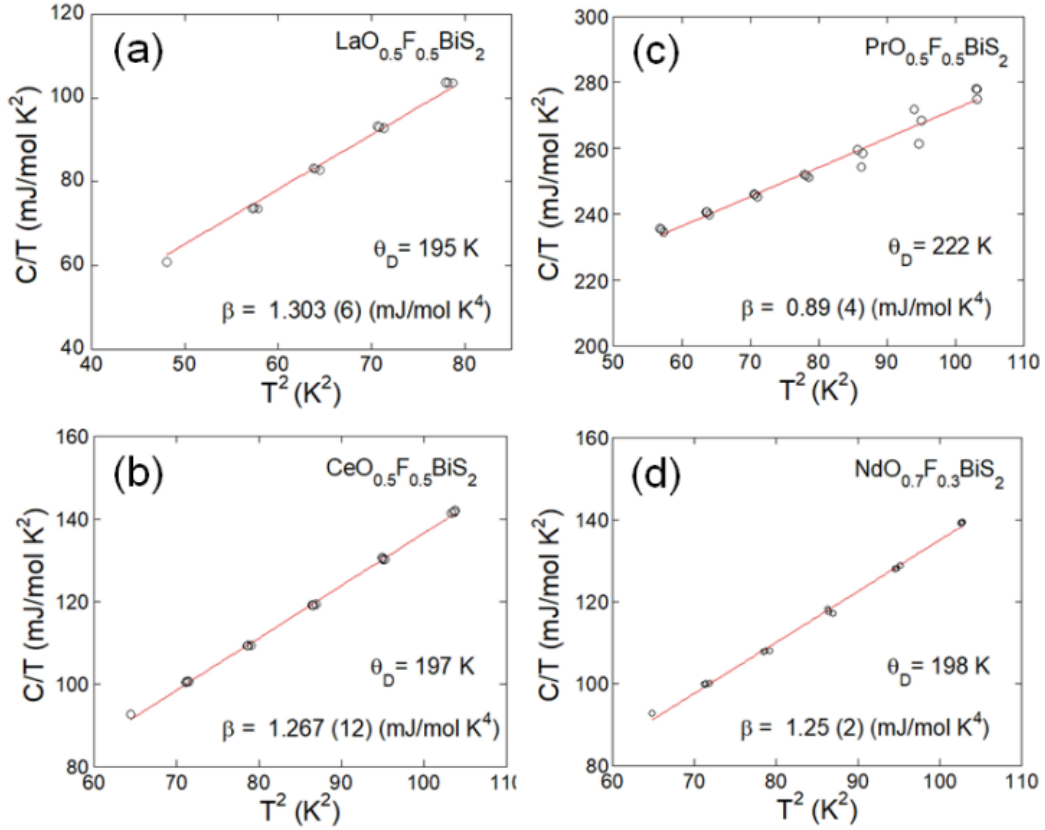 (a)
LaO0.5F0.5BiS2
C/T (mJ/mol K²)
120
100
80
60
40
θD= 195 K
β = 1.303 (6) (mJ/mol K⁴)
40 50 60 70 80
T² (K²)
(c)
PrO0.5F0.5BiS2
C/T (mJ/mol K²)
300
280
260
240
220
200
θD= 222 K
β = 0.89 (4) (mJ/mol K⁴)
50 60 70 80 90 100 110
T² (K²)
(b)
CeO0.5F0.5BiS2
C/T (mJ/mol K²)
160
140
120
100
80
θD= 197 K
β = 1.267 (12) (mJ/mol K⁴)
60 70 80 90 100 110
T² (K²)
(d)
NdO0.7F0.3BiS2
C/T (mJ/mol K²)
160
140
120
100
80
θD= 198 K
β = 1.25 (2) (mJ/mol K⁴)
60 70 80 90 100 110
T² (K²)